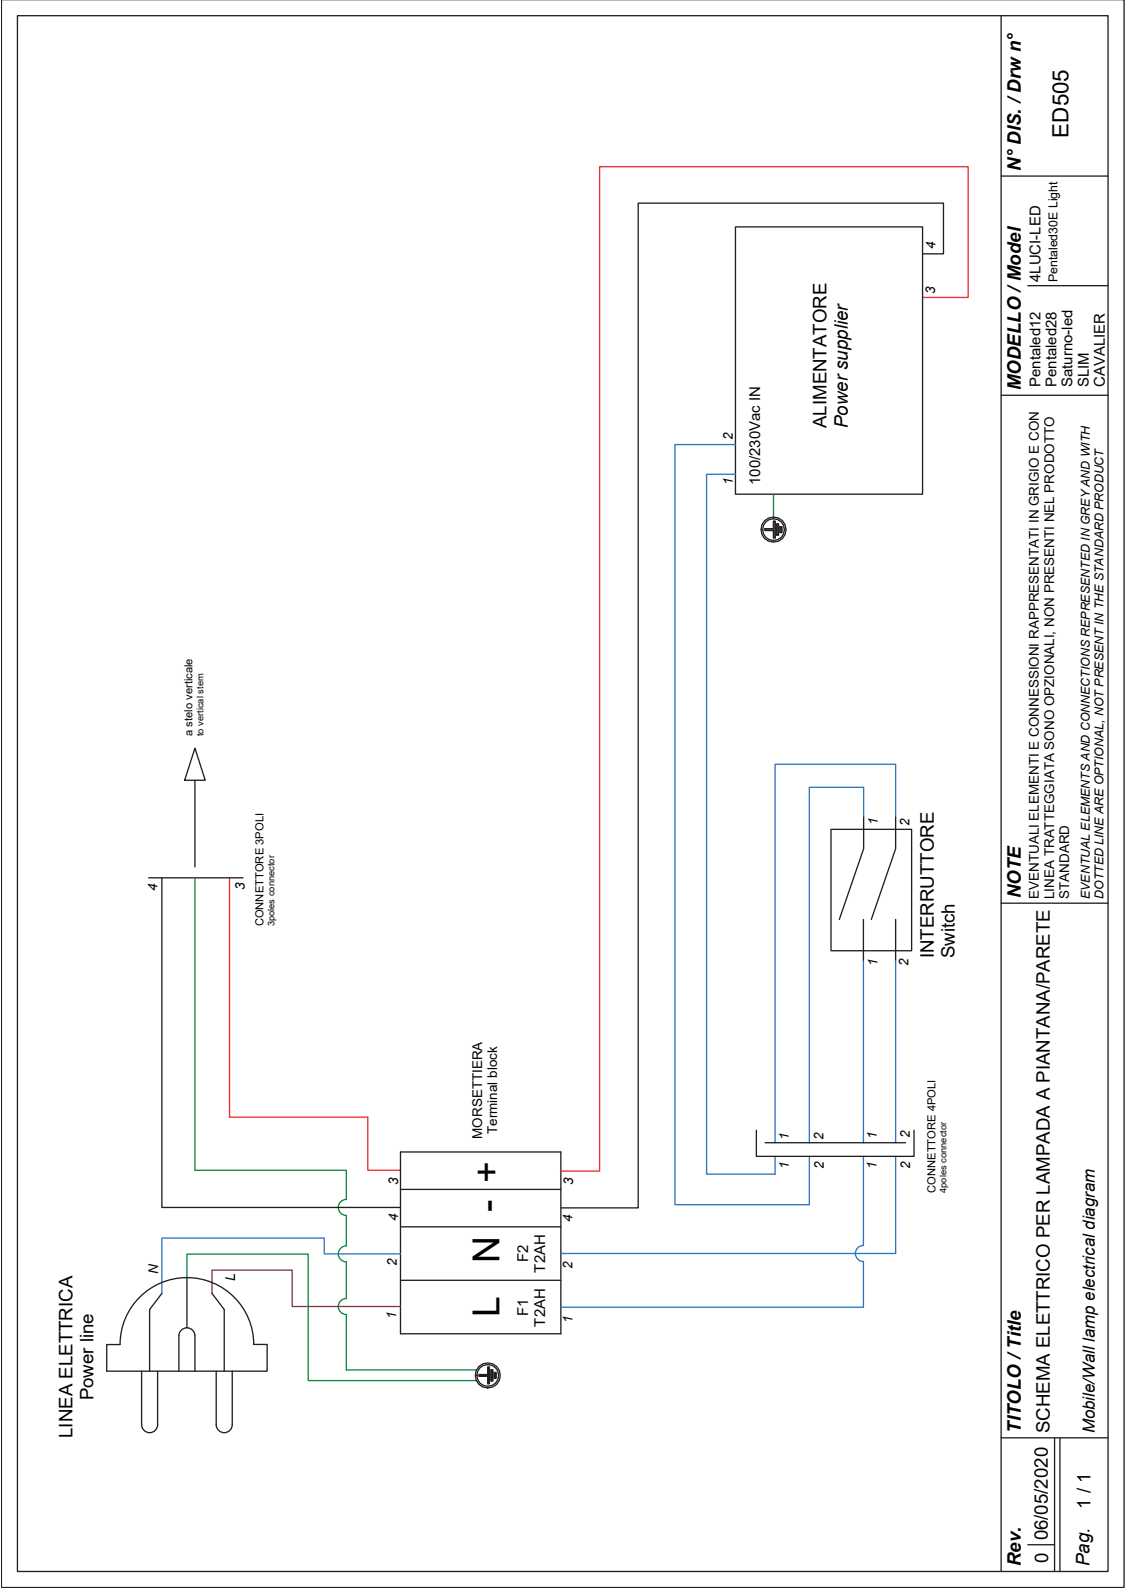 LINEA ELETTRICA
Power line
N
L
a stelo verticale
to vertical stem
4
3
CONNETTORE 3POLI
3poles connector
MORSETTIERA
Terminal block
1
2
4
3
L
N
-
+
F1
T2AH
F2
T2AH
1
2
4
3
100/230Vac IN
ALIMENTATORE
Power supplier
1
2
3
4
1
2
1
2
INTERRUTTORE
Switch
1
2
1
2
1
2
1
2
CONNETTORE 4POLI
4poles connector
Rev.
0
06/05/2020
Pag.
1 / 1
TITOLO / Title
SCHEMA ELETTRICO PER LAMPADA A PIANTANA/PARETE
Mobile/Wall lamp electrical diagram
NOTE
EVENTUALI ELEMENTI E CONNESSIONI RAPPRESENTATI IN GRIGIO E CON
LINEA TRATTEGGIATA SONO OPZIONALI, NON PRESENTI NEL PRODOTTO
STANDARD
EVENTUAL ELEMENTS AND CONNECTIONS REPRESENTED IN GREY AND WITH
DOTTED LINE ARE OPTIONAL, NOT PRESENT IN THE STANDARD PRODUCT
MODELLO / Model
Pentaled12
Pentaled28
Saturno-led
SLIM
CAVALIER
4LUCI-LED
Pentaled30E Light
N° DIS. / Drw n°
ED505